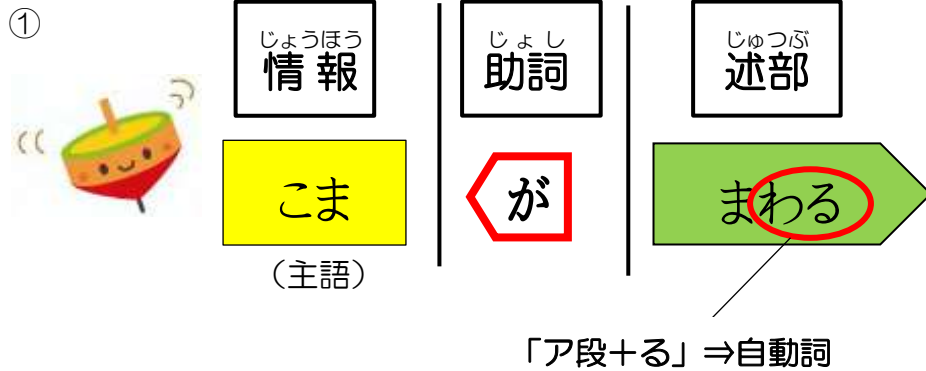 ①
じょうほう じょし じゅつぶ
情報 助詞 述部
こま が まわる
（主語）
「ア段＋る」⇒自動詞